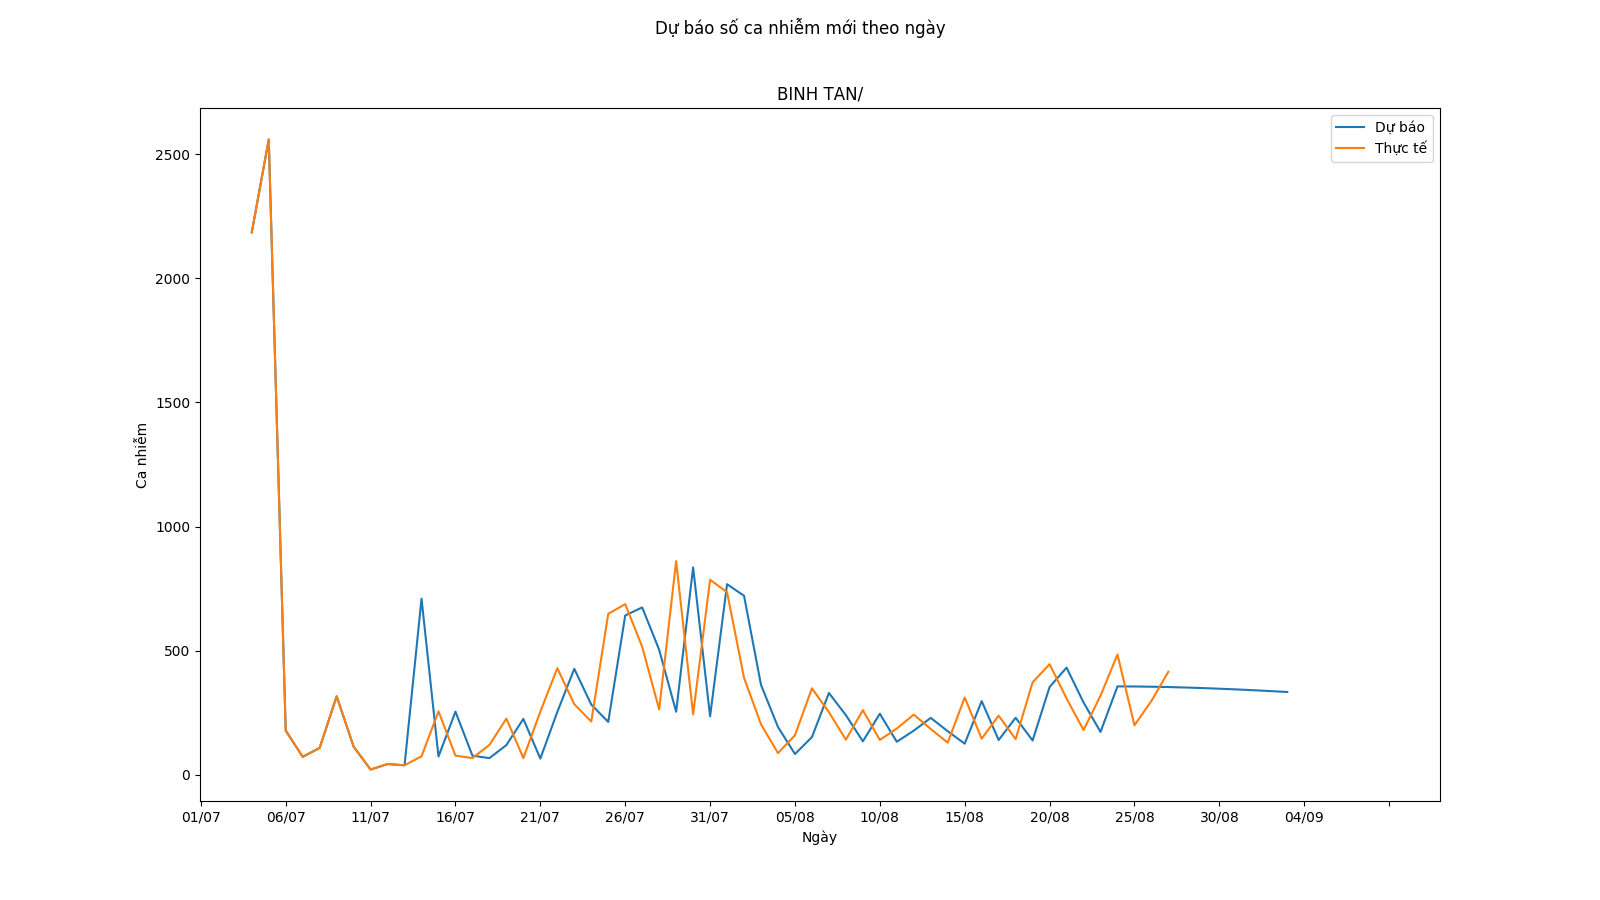 Dự báo số ca nhiễm mới theo ngày
BINH TAN/
Dự báo
Thực tế
2500
2000
1500
1000
500
0
Ca nhiễm
01/07 06/07 11/07 16/07 21/07 26/07 31/07 05/08 10/08 15/08 20/08 25/08 30/08 04/09
Ngày